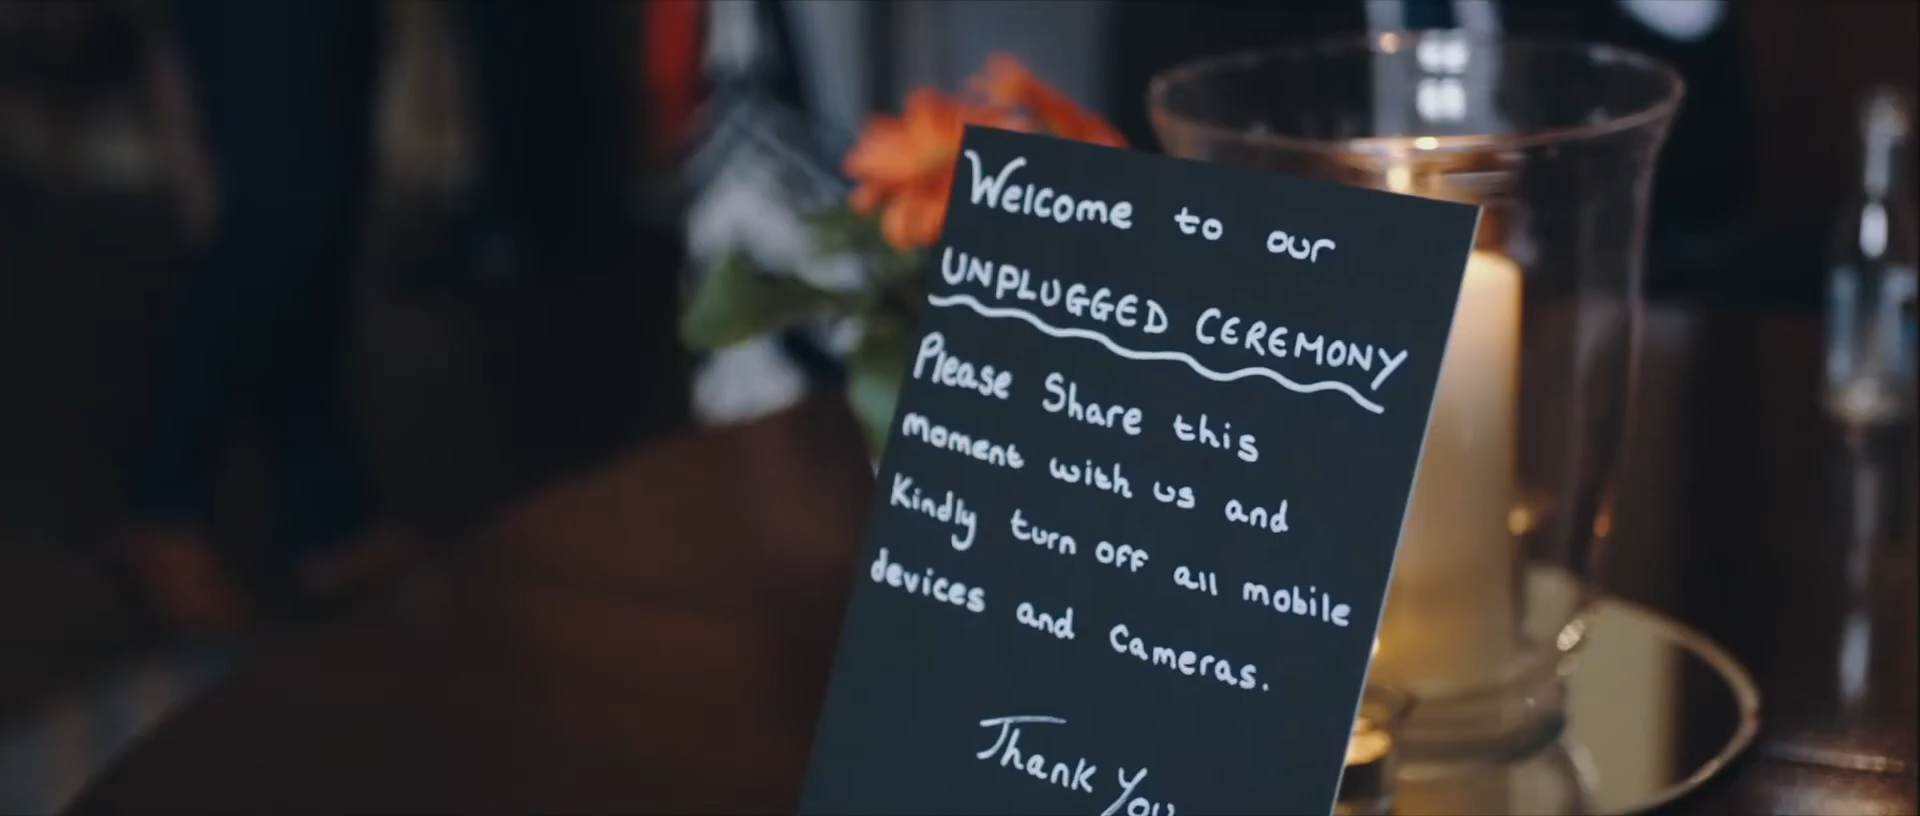 Welcome to our
UNPLUGGED CEREMONY
Please Share this
moment with us and
Kindly turn off all mobile
devices and Cameras.
Thank You